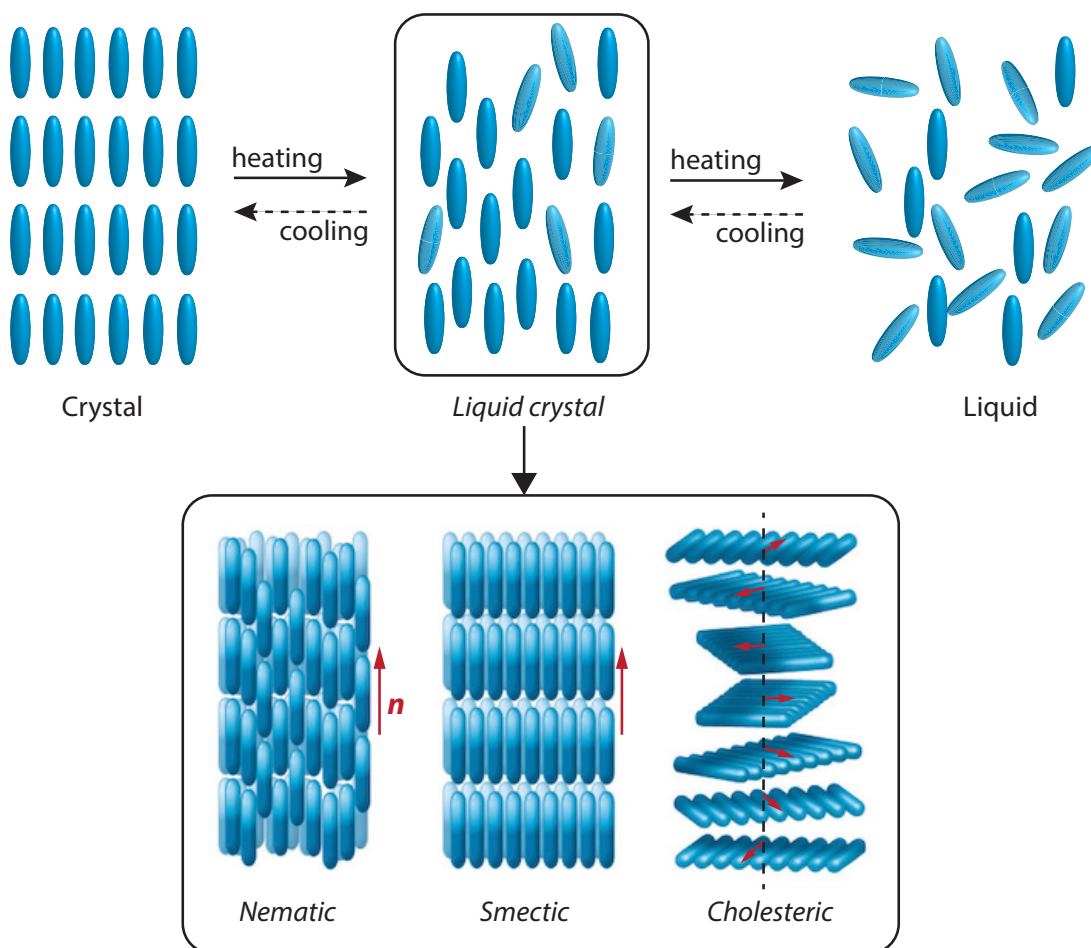 heating
cooling
heating
cooling
Crystal
Liquid crystal
Liquid
n
Nematic
Smectic
Cholesteric